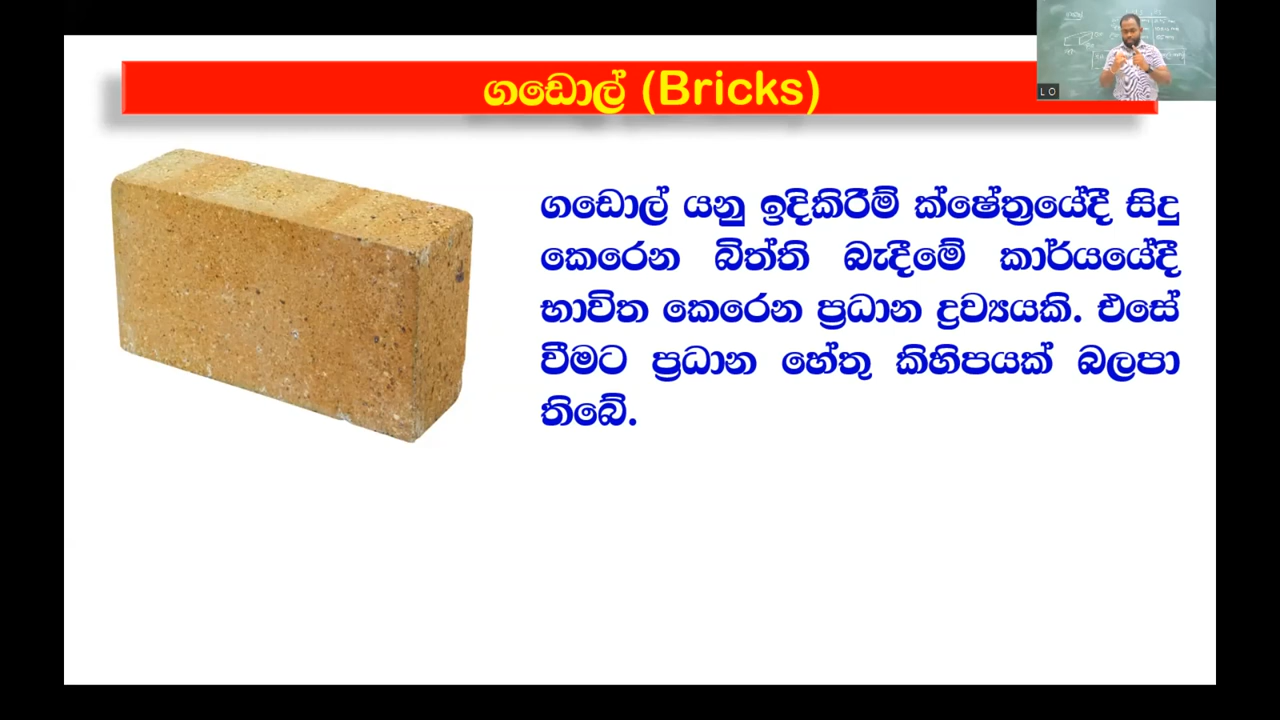 ගඩොල් (Bricks)
ගඩොල් යනු ඉදිකිරීම් ක්ෂේත්‍රයේදී සිදු
කෙරෙන බිත්ති බැඳීමේ කාර්යයේදී
භාවිත කෙරෙන ප්‍රධාන ද්‍රව්‍යයකි. එසේ
වීමට ප්‍රධාන හේතු කිහිපයක් බලපා
තිබේ.
L O